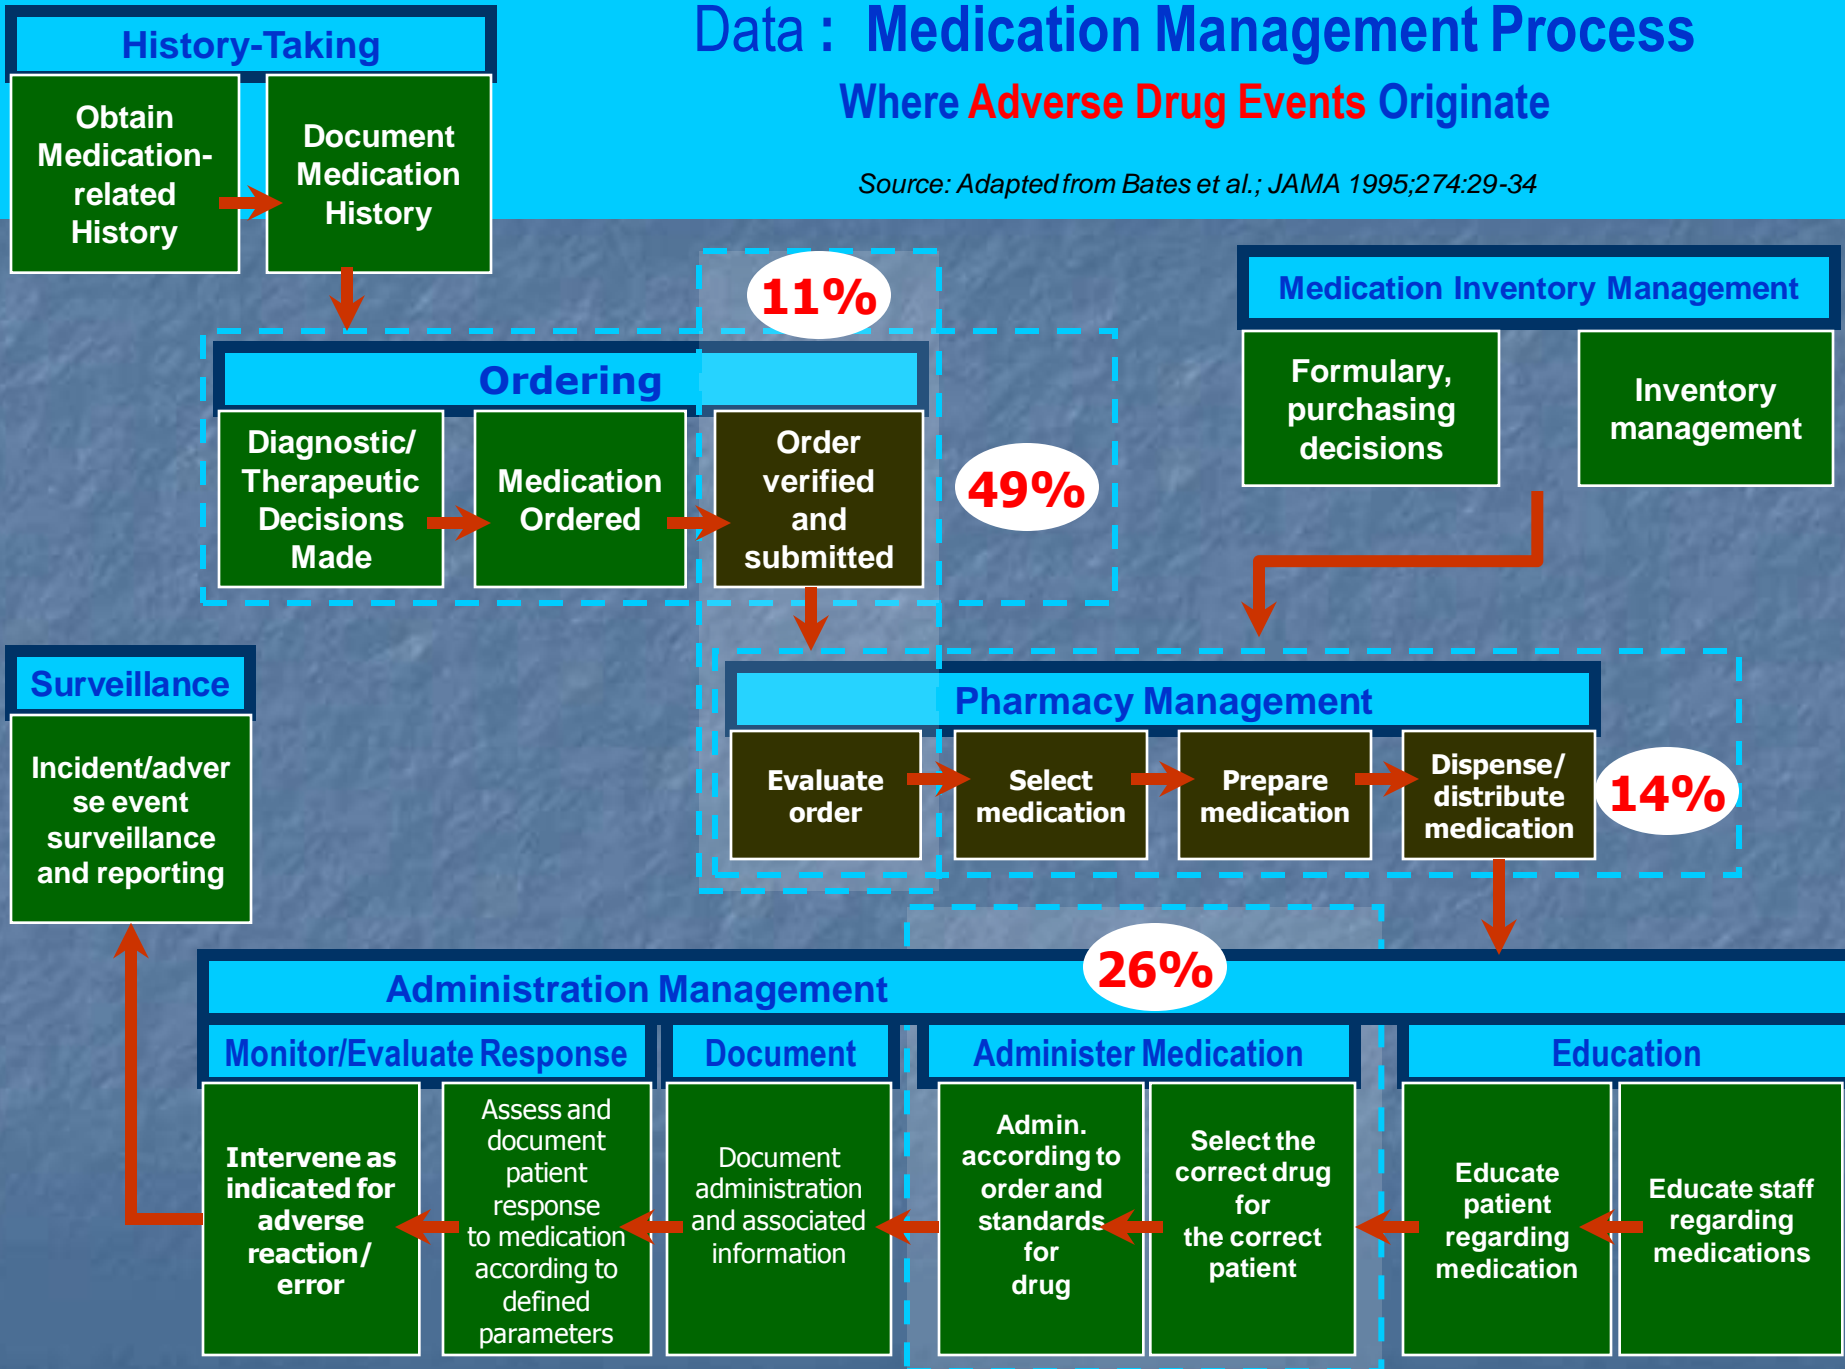 Data : Medication Management Process
Where Adverse Drug Events Originate
Source: Adapted from Bates et al.; JAMA 1995;274:29-34
History-Taking
Obtain
Medication-
related
History
Document
Medication
History
11%
Ordering
Diagnostic/
Therapeutic
Decisions
Made
Medication
Ordered
Order
verified
and
submitted
49%
Medication Inventory Management
Formulary,
purchasing
decisions
Inventory
management
Surveillance
Incident/adver
se event
surveillance
and reporting
Pharmacy Management
Evaluate
order
Select
medication
Prepare
medication
Dispense/
distribute
medication
14%
26%
Administration Management
Monitor/Evaluate Response
Intervene as
indicated for
adverse
reaction/
error
Assess and
document
patient
response
to medication
according to
defined
parameters
Document
Document
administration
and associated
information
Administer Medication
Admin.
according to
order and
standards
for
drug
Select the
correct drug
for
the correct
patient
Education
Educate
patient
regarding
medication
Educate staff
regarding
medications